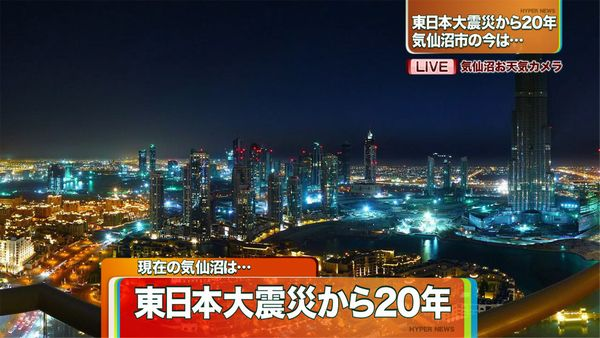 HYPER NEWS
東日本大震災から20年
気仙沼市の今は…
LIVE 気仙沼お天気カメラ
現在の気仙沼は…
東日本大震災から20年
HYPER NEWS